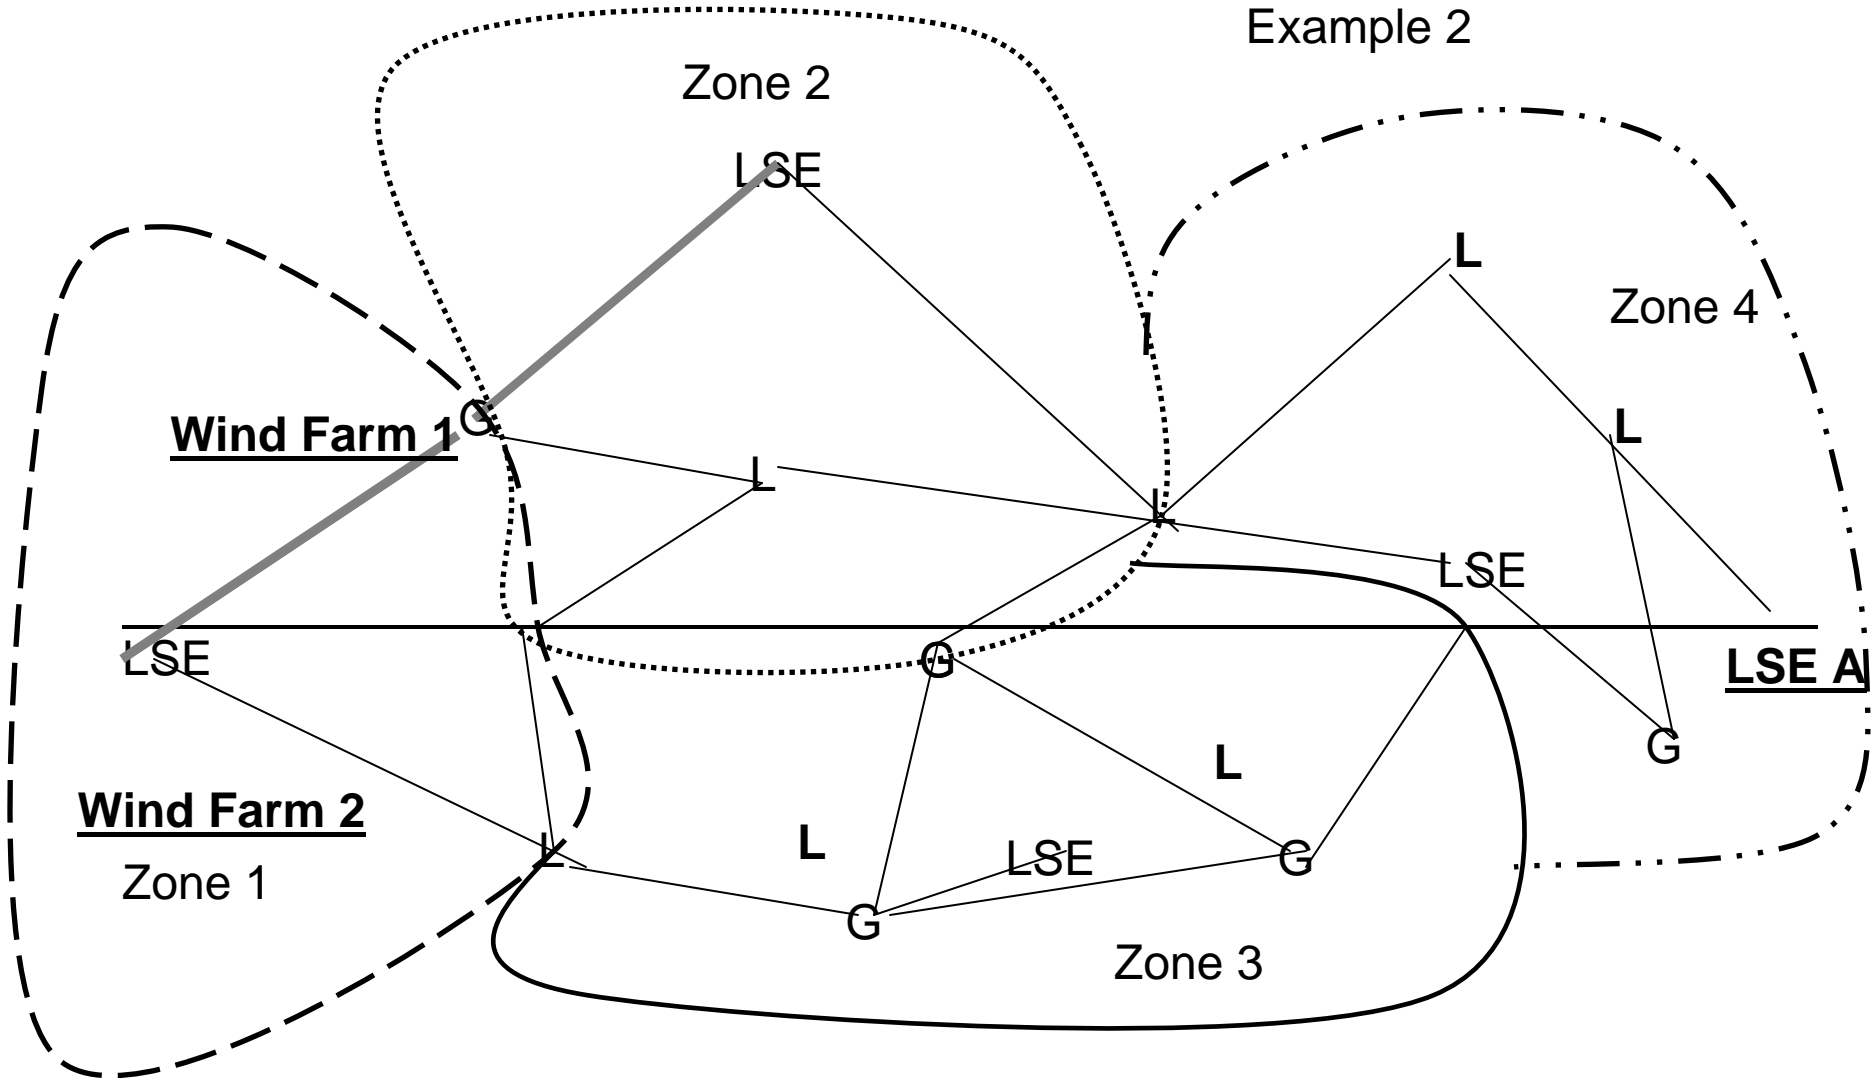 Example 2
Zone 2
LSE
L
Zone 4
G
Wind Farm 1
L
L
L
LSE
LSE
G
LSE A
G
L
Wind Farm 2
L
L
LSE
G
Zone 1
G
Zone 3